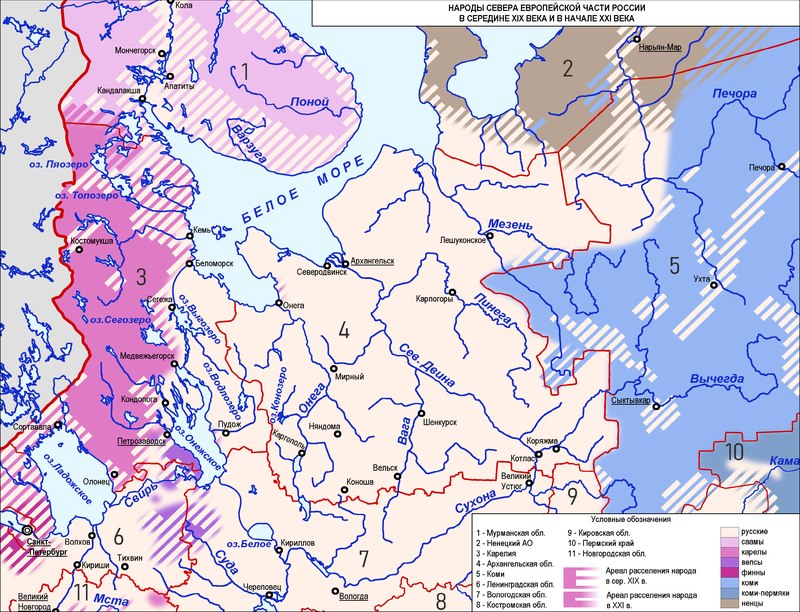 НАРОДЫ СЕВЕРА ЕВРОПЕЙСКОЙ ЧАСТИ РОССИИ
В СЕРЕДИНЕ XIX ВЕКА И В НАЧАЛЕ XXI ВЕКА
Кола
Мончегорск
Апатиты
Кандалакша
1
Поной
Варзуга
2
Нарьян-Мар
Печора
Печора
оз. Пяозеро
оз. Топозеро
БЕЛОЕ МОРЕ
Костомукша
Кемь
Беломорск
3
Мезень
Лешуконское
Архангельск
Северодвинск
5
Ухта
Сегежа
оз.Сегозеро
оз.Выгозеро
Онега
Карпогоры
Пинега
4
Медвежьегорск
оз.Водлозеро
оз.Кенозеро
Онега
Мирный
Сев. Двина
Вычегда
Сыктывкар
Кондопога
Сортавала
Петрозаводск
оз.Онежское
Пудож
Каргополь
Няндома
Вага
Шенкурск
Коряжма
Котлас
10
Кама
оз.Ладожское
Олонец
Свирь
Коноша
Вельск
Великий
Устюг
Сухона
9
Санкт-
Петербург
Волхов
6
Тихвин
Кириши
оз.Белое
Кириллов
Суда
7
Череповец
Вологда
8
11
Великий
Новгород
Мста
Условные обозначения
1 - Мурманская обл.
2 - Ненецкий АО
3 - Карелия
4 - Архангельская обл.
5 - Коми
6 - Ленинградская обл.
7 - Вологодская обл.
8 - Костромская обл.
9 - Кировская обл.
10 - Пермский край
11 - Новгородская обл.
Ареал расселения народа
в сер. XIX в.
Ареал расселения народа
в XXI в.
русские
саамы
карелы
вепсы
финны
коми
коми-пермяки
ненцы